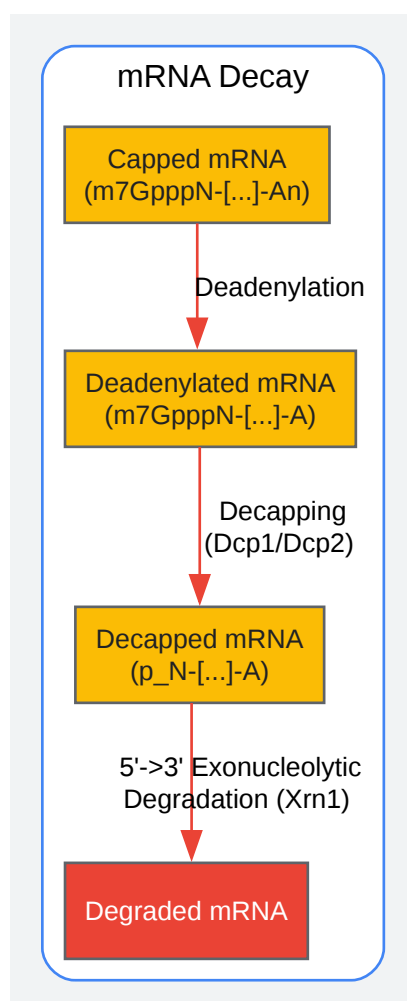 mRNA Decay
Capped mRNA
(m7GpppN-[...]-An)
Deadenylation
Deadenylated mRNA
(m7GpppN-[...]-A)
Decapping
(Dcp1/Dcp2)
Decapped mRNA
(p_N-[...]-A)
5'->3' Exonucleolytic
Degradation (Xrn1)
Degraded mRNA